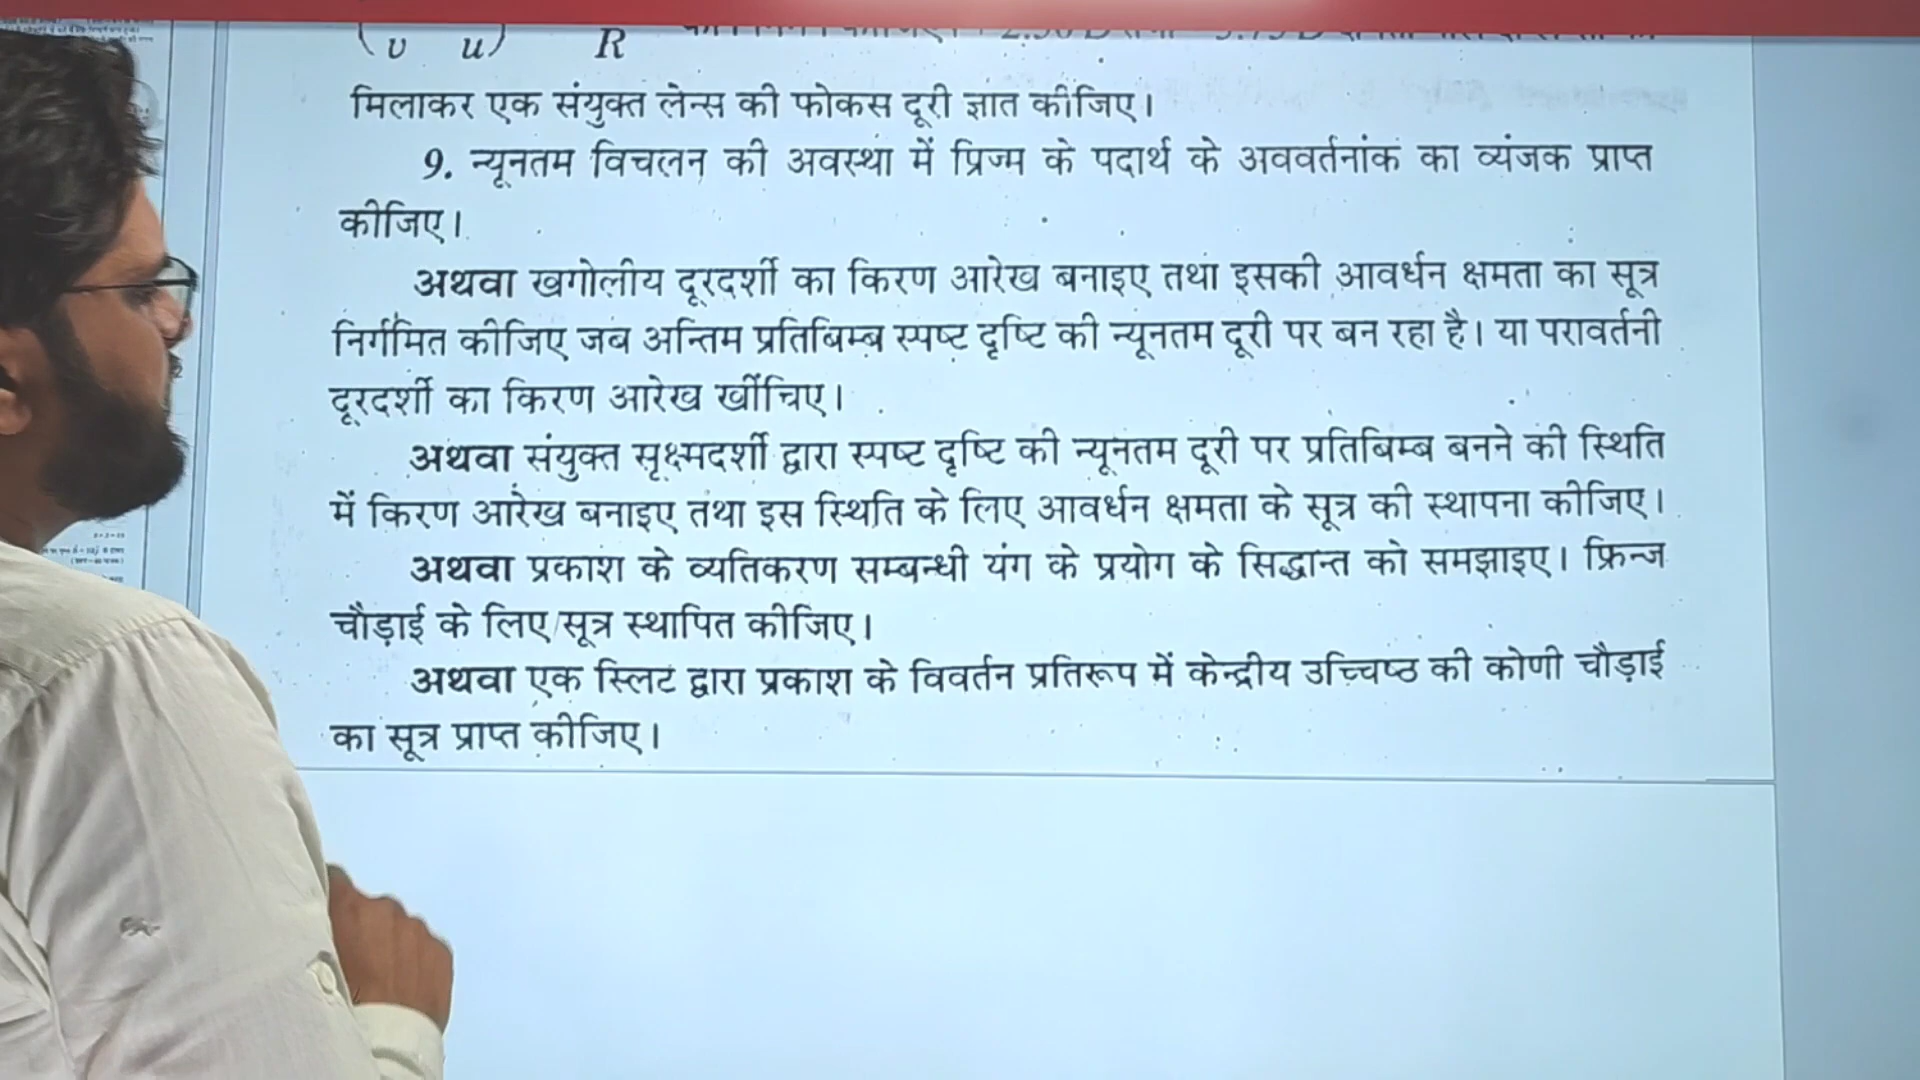 ( υ u) R
मिलाकर एक संयुक्त लेन्स की फोकस दूरी ज्ञात कीजिए।
9. न्यूनतम विचलन की अवस्था में प्रिज्म के पदार्थ के अववर्तनांक का व्यंजक प्राप्त
कीजिए।
अथवा खगोलीय दूरदर्शी का किरण आरेख बनाइए तथा इसकी आवर्धन क्षमता का सूत्र
निर्गमित कीजिए जब अन्तिम प्रतिबिम्ब स्पष्ट दृष्टि की न्यूनतम दूरी पर बन रहा है। या परावर्तनी
दूरदर्शी का किरण आरेख खींचिए।
अथवा संयुक्त सूक्ष्मदर्शी द्वारा स्पष्ट दृष्टि की न्यूनतम दूरी पर प्रतिबिम्ब बनने की स्थिति
में किरण आरेख बनाइए तथा इस स्थिति के लिए आवर्धन क्षमता के सूत्र की स्थापना कीजिए।
अथवा प्रकाश के व्यतिकरण सम्बन्धी यंग के प्रयोग के सिद्धान्त को समझाइए। फ्रिन्ज
चौड़ाई के लिए सूत्र स्थापित कीजिए।
अथवा एक स्लिट द्वारा प्रकाश के विवर्तन प्रतिरूप में केन्द्रीय उच्चिष्ठ की कोणी चौड़ाई
का सूत्र प्राप्त कीजिए।